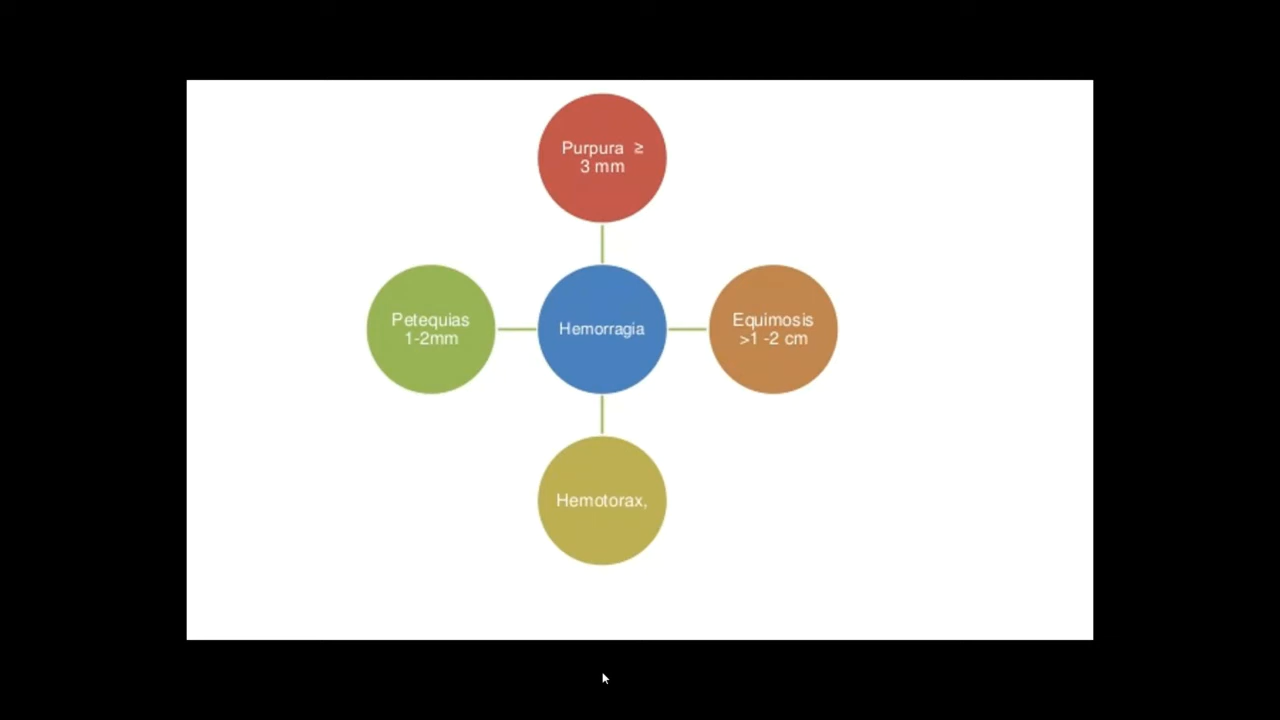 Purpura ≥
3 mm
Petequias
1-2mm
Hemorragia
Equimosis
>1 -2 cm
Hemotorax,